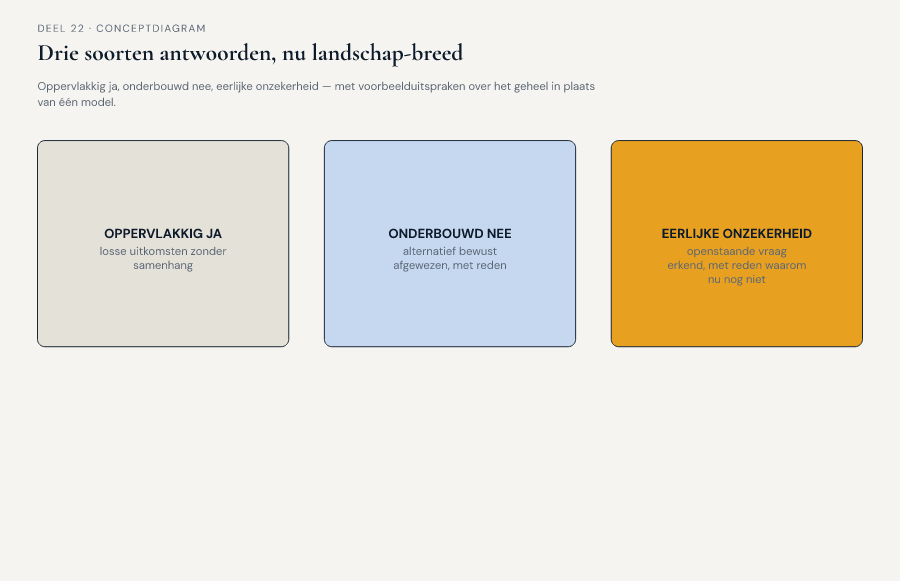 DEEL 22 · CONCEPTDIAGRAM
Drie soorten antwoorden, nu landschap-breed
Oppervlakkig ja, onderbouwd nee, eerlijke onzekerheid — met voorbeelduitspraken over het geheel in plaats
van één model.
OPPERVLAKKIG JA
losse uitkomsten zonder
samenhang
ONDERBOUWD NEE
alternatief bewust
afgewezen, met reden
EERLIJKE ONZEKERHEID
openstaande vraag
erkend, met reden waarom
nu nog niet